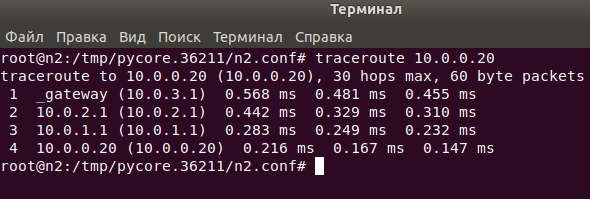 Терминал
Файл Правка Вид Поиск Терминал Справка
root@n2:/tmp/pycore.36211/n2.conf# traceroute 10.0.0.20
traceroute to 10.0.0.20 (10.0.0.20), 30 hops max, 60 byte packets
 1  _gateway (10.0.3.1)  0.568 ms  0.481 ms  0.455 ms
 2  10.0.2.1 (10.0.2.1)  0.442 ms  0.329 ms  0.310 ms
 3  10.0.1.1 (10.0.1.1)  0.283 ms  0.249 ms  0.232 ms
 4  10.0.0.20 (10.0.0.20)  0.216 ms  0.167 ms  0.147 ms
root@n2:/tmp/pycore.36211/n2.conf#